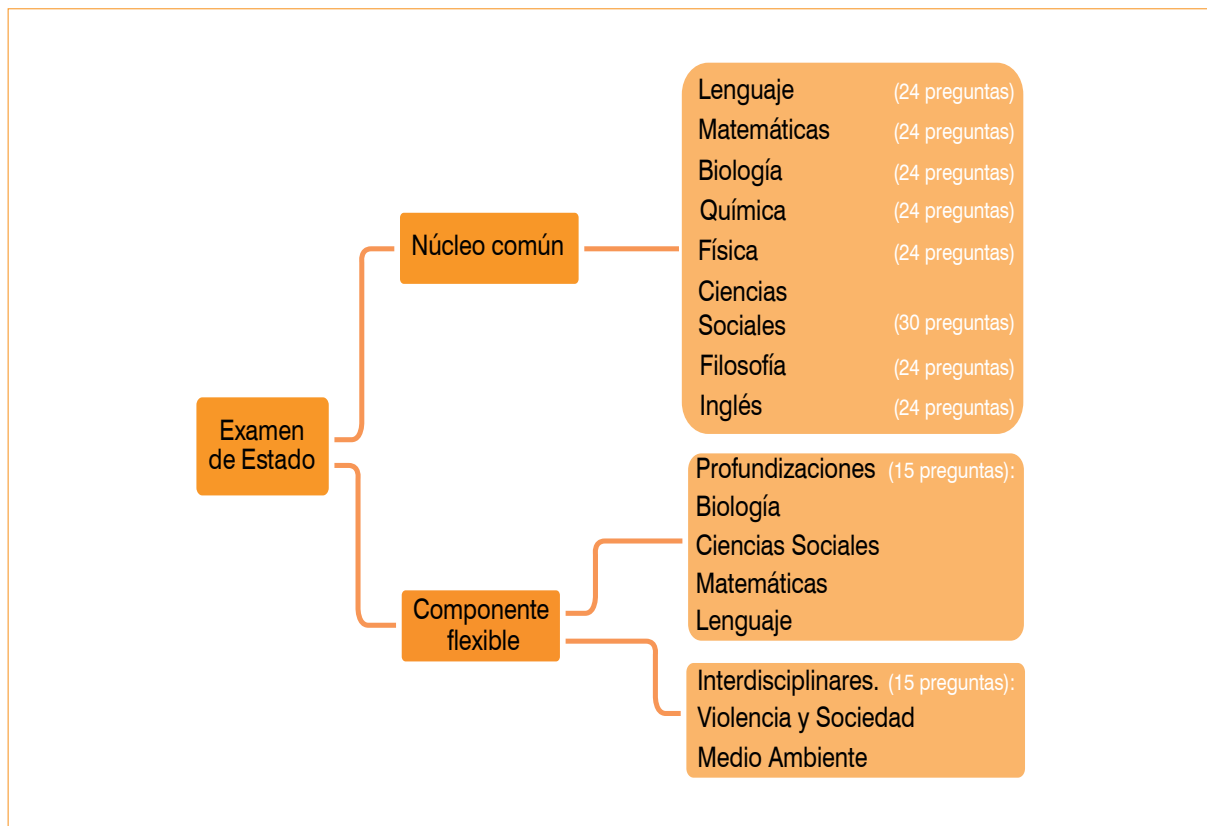 Lenguaje (24 preguntas)
Matemáticas (24 preguntas)
Biología (24 preguntas)
Química (24 preguntas)
Física (24 preguntas)
Ciencias
Sociales (30 preguntas)
Filosofía (24 preguntas)
Inglés (24 preguntas)
Núcleo común
Examen
de Estado
Componente
flexible
Profundizaciones (15 preguntas):
Biología
Ciencias Sociales
Matemáticas
Lenguaje
Interdisciplinares. (15 preguntas):
Violencia y Sociedad
Medio Ambiente